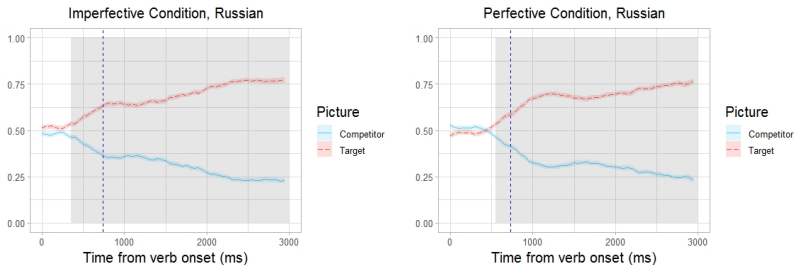 Imperfective Condition, Russian
1.00
0.75
0.50
0.25
0.00
0
1000
2000
3000
Time from verb onset (ms)
Picture
Competitor
Target
Perfective Condition, Russian
1.00
0.75
0.50
0.25
0.00
0
1000
2000
3000
Time from verb onset (ms)
Picture
Competitor
Target